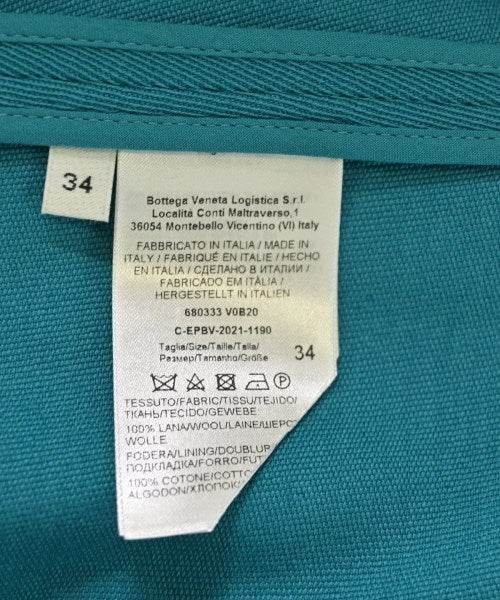 34
Bottega Veneta Logistica S.r.l.
Località Conti Maltraverso,1
36054 Montebello Vicentino (VI) Italy
FABBRICATO IN ITALIA / MADE IN
ITALY / FABRIQUÉ EN ITALIE / HECHO
EN ITALIA / СДЕЛАНО В ИТАЛИИ /
FABRICADO EM ITÁLIA /
HERGESTELLT IN ITALIEN
680333 V0B20
C-EPBV-2021-1190
Taglia/Size/Taille/Talla/
Размер/Tamanho/Größe 34
TESSUTO/FABRIC/TISSU/TEJIDO/
ТКАНЬ/TECIDO/GEWEBE:
100% LANA/WOOL/LAINE/ШЕРС
WOLLE
FODERA/LINING/DOUBLUR
ПОДКЛАДКА/FORRO/FUT
100% COTONE/COTTO
ALGODON/ХЛОПОК